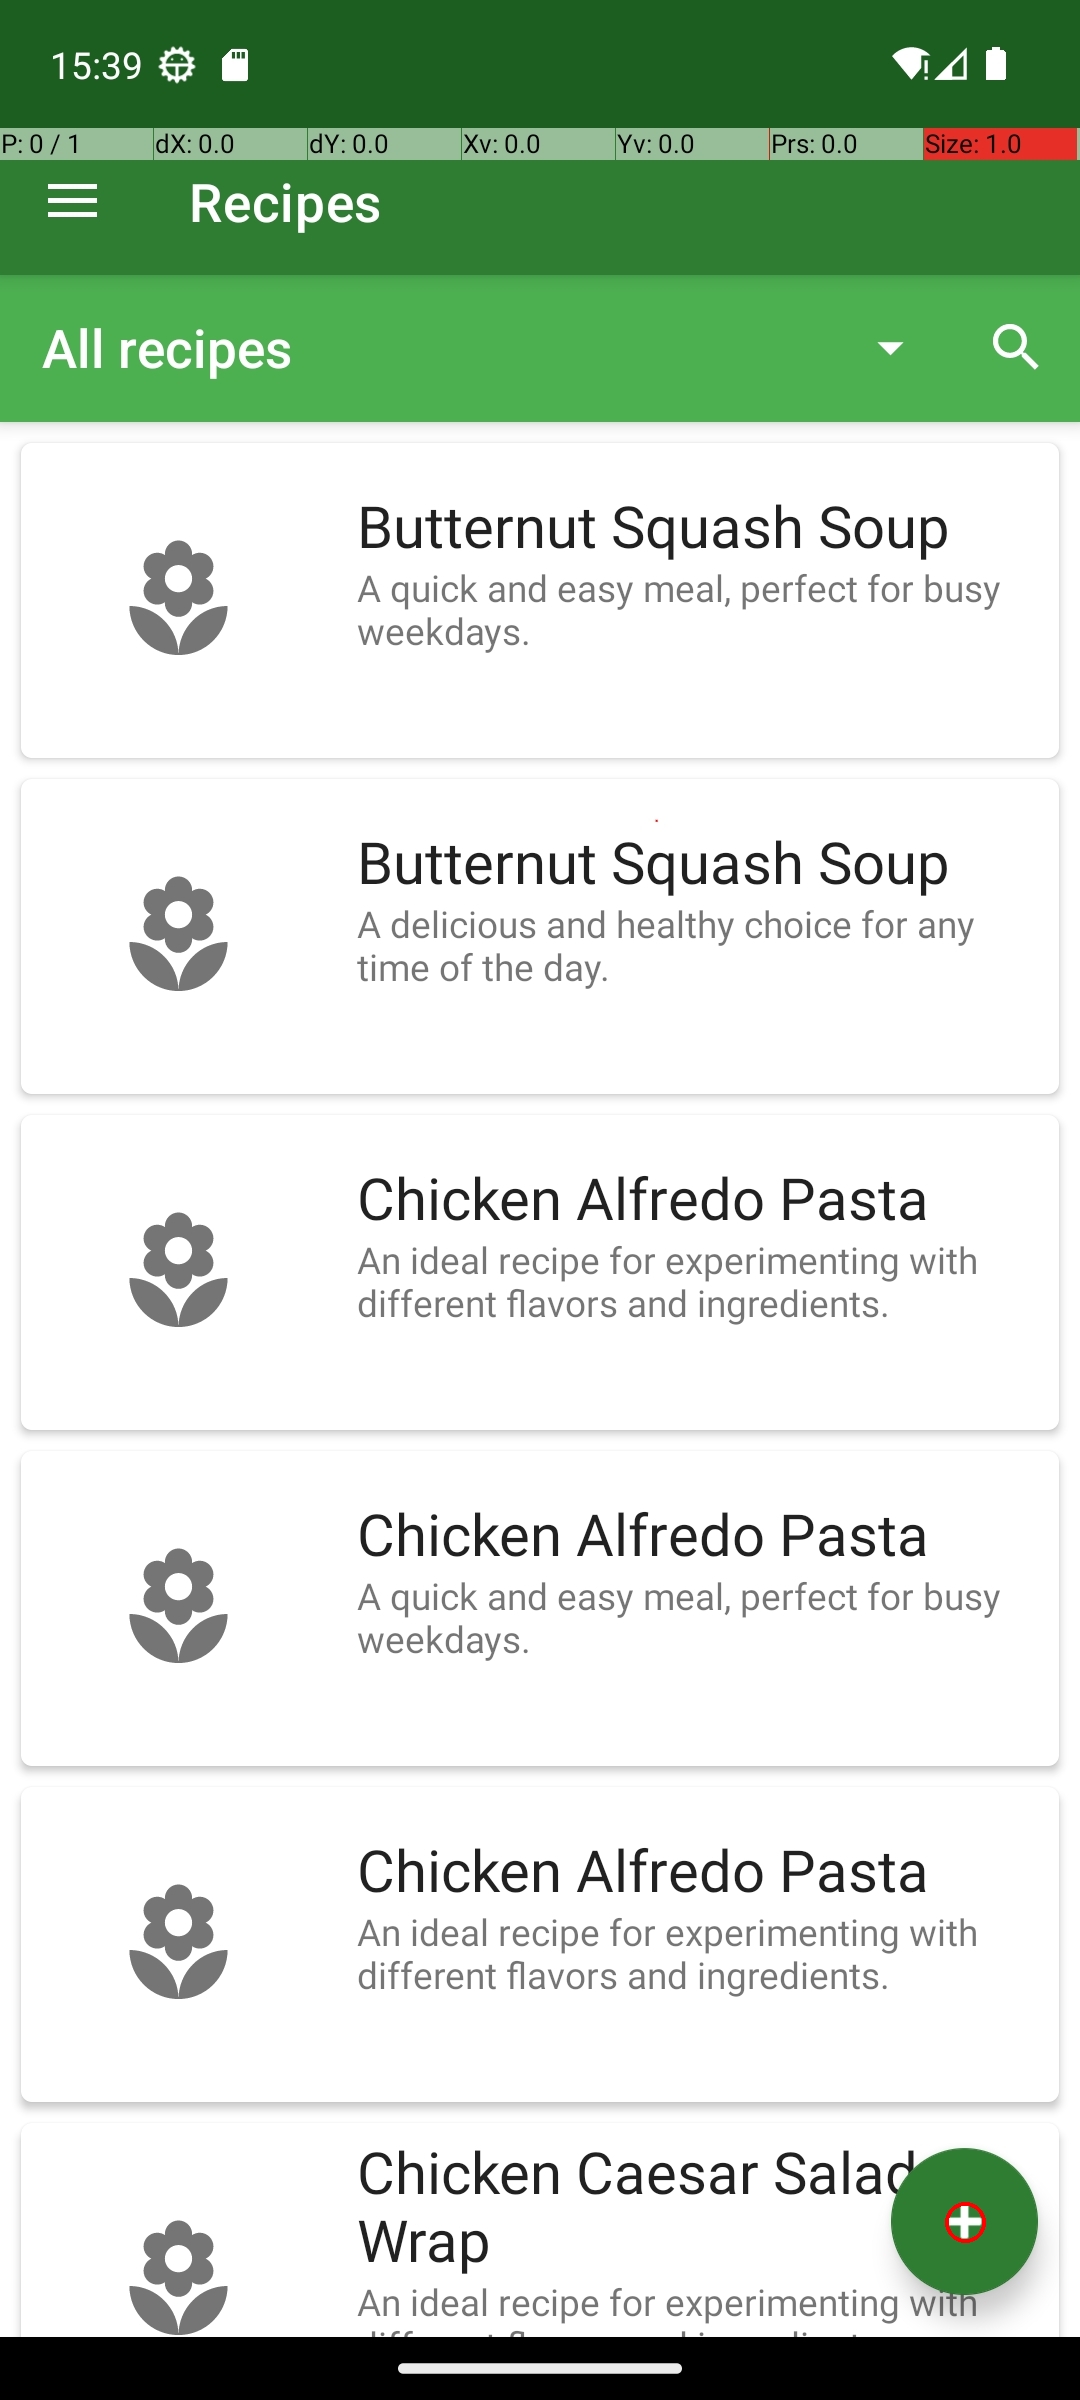 15:39
P: 0 / 1 dX: 0.0 dY: 0.0 Xv: 0.0 Yv: 0.0 Prs: 0.0 Size: 1.0
Recipes
All recipes
Butternut Squash Soup
A quick and easy meal, perfect for busy
weekdays.
Butternut Squash Soup
A delicious and healthy choice for any
time of the day.
Chicken Alfredo Pasta
An ideal recipe for experimenting with
different flavors and ingredients.
Chicken Alfredo Pasta
A quick and easy meal, perfect for busy
weekdays.
Chicken Alfredo Pasta
An ideal recipe for experimenting with
different flavors and ingredients.
Chicken Caesar Salad
Wrap
An ideal recipe for experimenting with